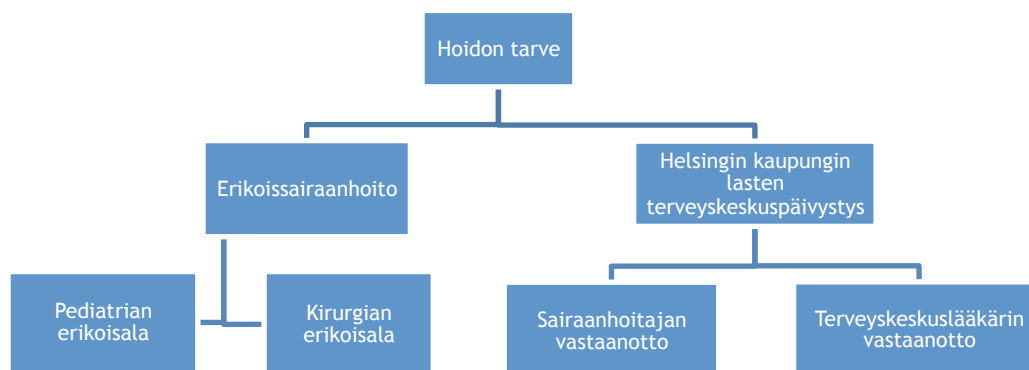 Hoidon tarve
Erikoissairaanhoito
Helsingin kaupungin
lasten
terveyskeskuspäivystys
Pediatrian
erikoisala
Kirurgian
erikoisala
Sairaanhoitajan
vastaanotto
Terveyskeskuslääkärin
vastaanotto